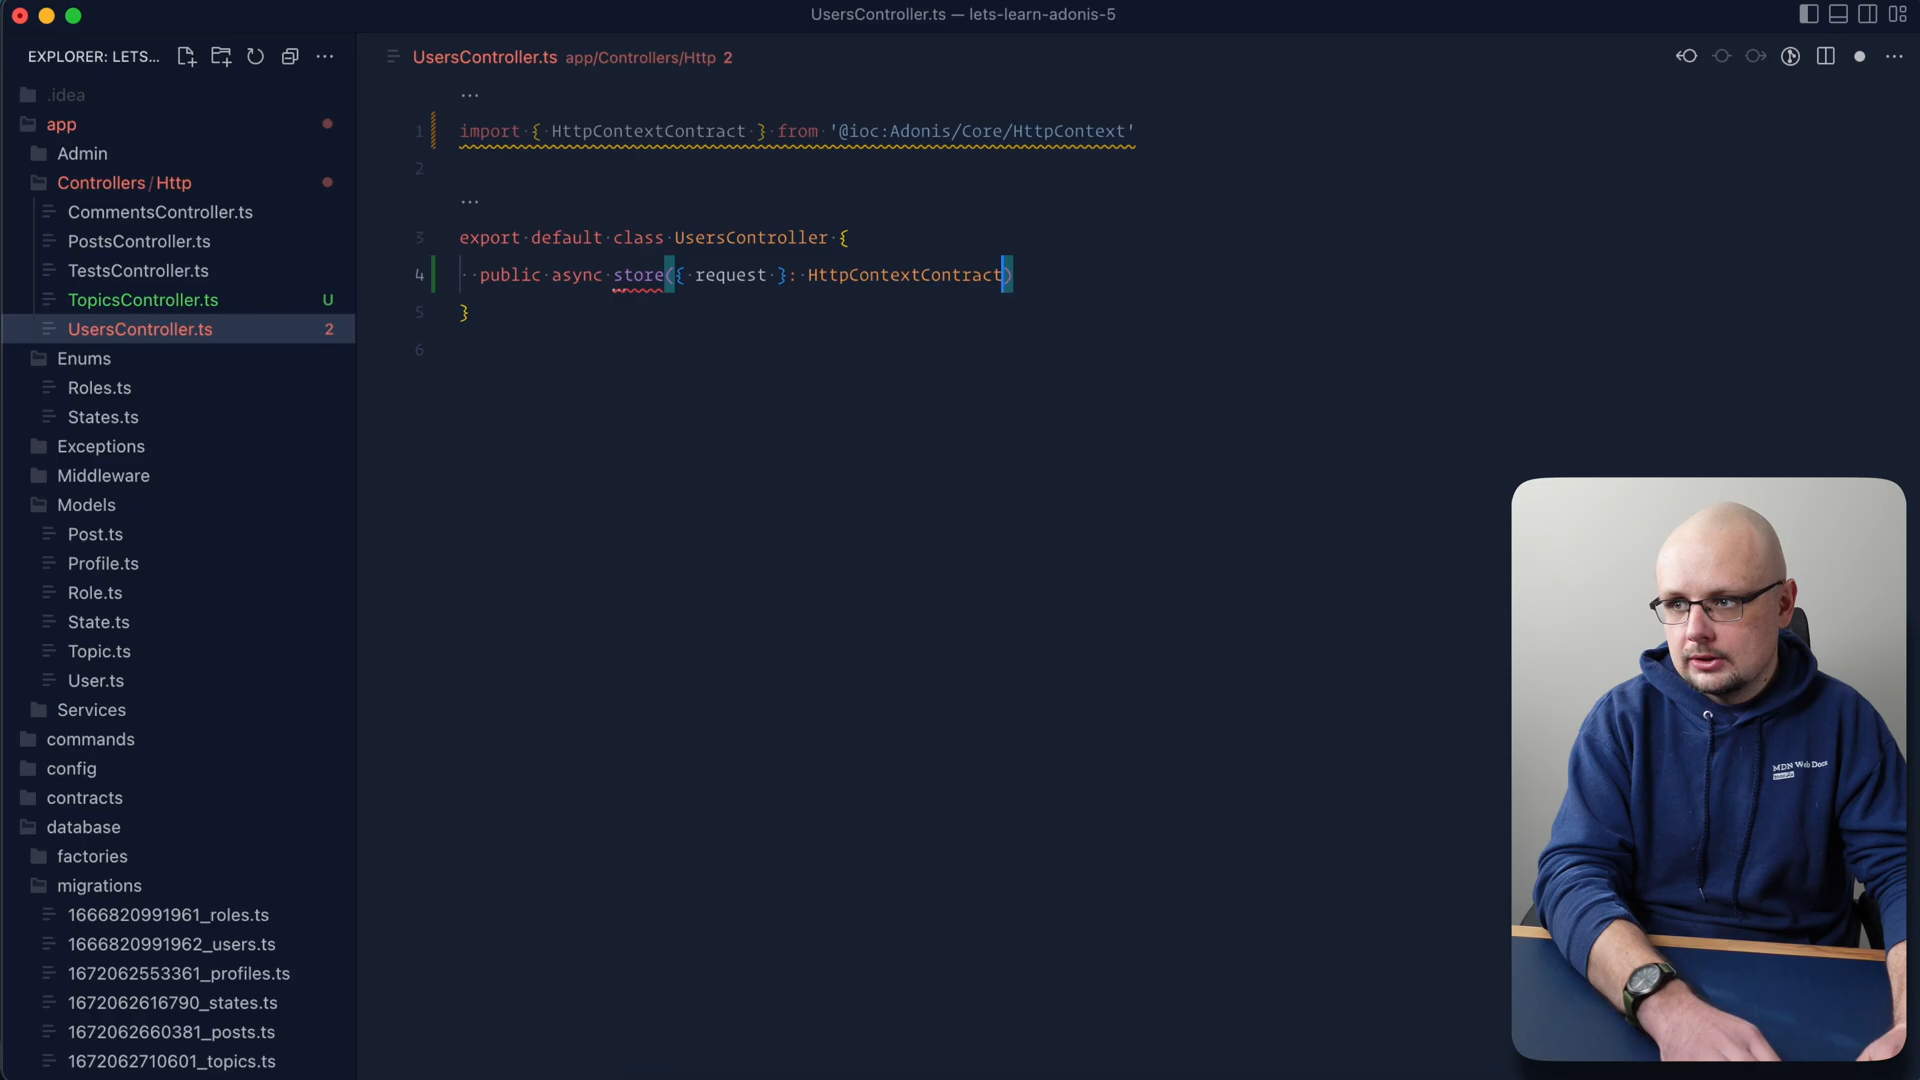 UsersController.ts — lets-learn-adonis-5
EXPLORER: LETS...
.idea
app
Admin
Controllers / Http
CommentsController.ts
PostsController.ts
TestsController.ts
TopicsController.ts U
UsersController.ts 2
Enums
Roles.ts
States.ts
Exceptions
Middleware
Models
Post.ts
Profile.ts
Role.ts
State.ts
Topic.ts
User.ts
Services
commands
config
contracts
database
factories
migrations
1666820991961_roles.ts
1666820991962_users.ts
1672062553361_profiles.ts
1672062616790_states.ts
1672062660381_posts.ts
1672062710601_topics.ts
UsersController.ts app/Controllers/Http 2
...
1 import { HttpContextContract } from '@ioc:Adonis/Core/HttpContext'
2
...
3 export default class UsersController {
4 public async store({ request }: HttpContextContract)
5 }
6
MDN Web Docs